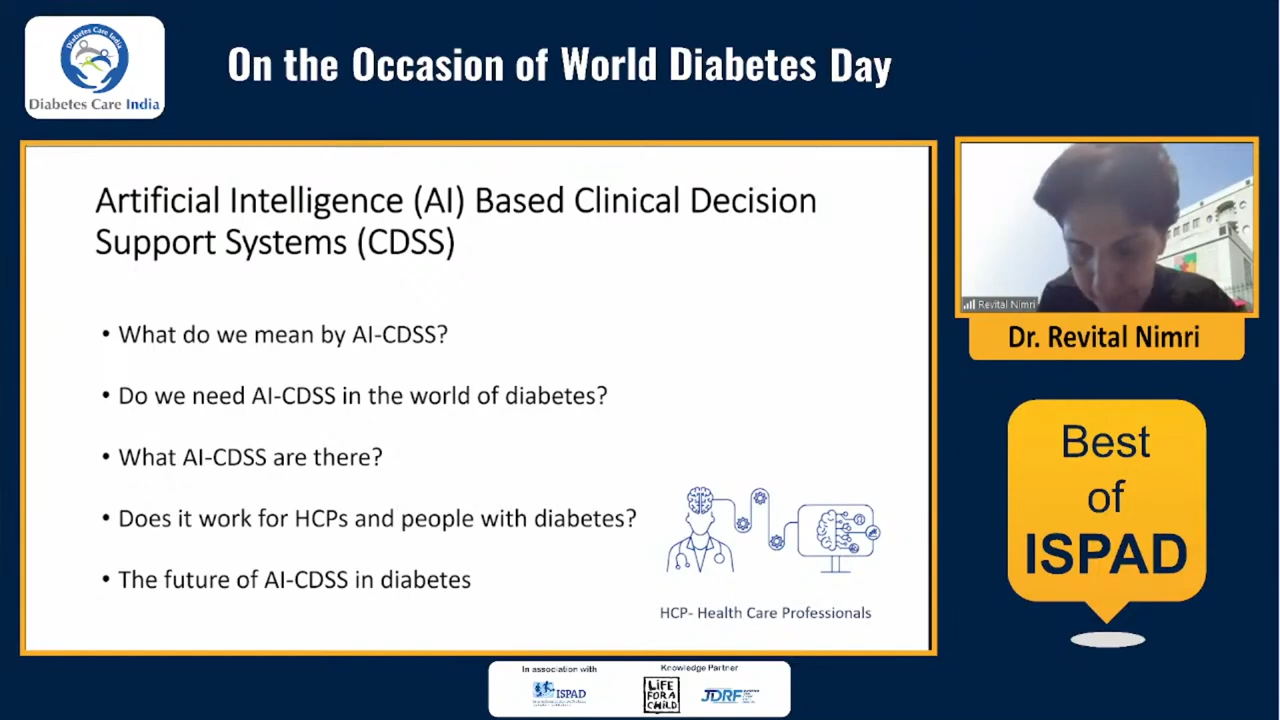 Diabetes Care India
Diabetes Care India
On the Occasion of World Diabetes Day
Artificial Intelligence (AI) Based Clinical Decision
Support Systems (CDSS)
• What do we mean by AI-CDSS?
• Do we need AI-CDSS in the world of diabetes?
• What AI-CDSS are there?
• Does it work for HCPs and people with diabetes?
• The future of AI-CDSS in diabetes
HCP- Health Care Professionals
Revital Nimri
Dr. Revital Nimri
Best
of
ISPAD
In association with
ISPAD
Knowledge Partner
LiFE
FOR A
CHiLD
JDRF